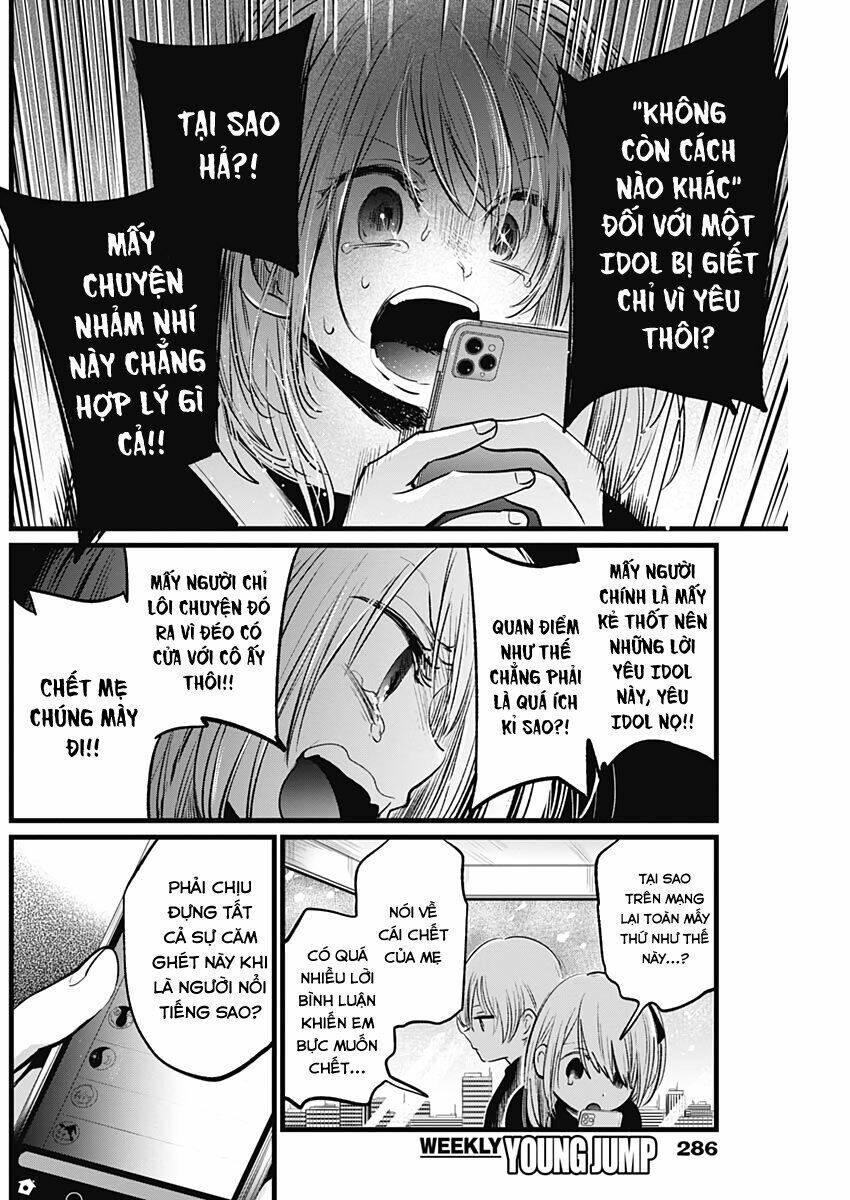 "KHÔNG
CÒN CÁCH
NÀO KHÁC"
ĐỐI VỚI MỘT
IDOL BỊ GIẾT
CHỈ VÌ YÊU
THÔI?
TẠI SAO
HẢ?!
MẤY
CHUYỆN
NHẢM NHÍ
NÀY CHẲNG
HỢP LÝ GÌ
CẢ!!
MẤY NGƯỜI
CHÍNH LÀ MẤY
KẺ THỐT NÊN
NHỮNG LỜI
YÊU IDOL
NÀY, YÊU
IDOL NỌ!!
QUAN ĐIỂM
NHƯ THẾ
CHẲNG PHẢI
LÀ QUÁ ÍCH
KỈ SAO?!
MẤY NGƯỜI CHỈ
LÔI CHUYỆN ĐÓ
RA VÌ ĐÉO CÓ
CỬA VỚI CÔ ẤY
THÔI!!
CHẾT MẸ
CHÚNG MÀY
ĐI!!
TẠI SAO
TRÊN MẠNG
LẠI TOÀN MẤY
THỨ NHƯ THẾ
NÀY...?
NÓI VỀ
CÁI CHẾT
CỦA MẸ
CÓ QUÁ
NHIỀU LỜI
BÌNH LUẬN
KHIẾN EM
BỰC MUỐN
CHẾT...
PHẢI CHỊU
ĐỰNG TẤT
CẢ SỰ CĂM
GHÉT NÀY KHI
LÀ NGƯỜI NỔI
TIẾNG SAO?
WEEKLY YOUNG JUMP 286